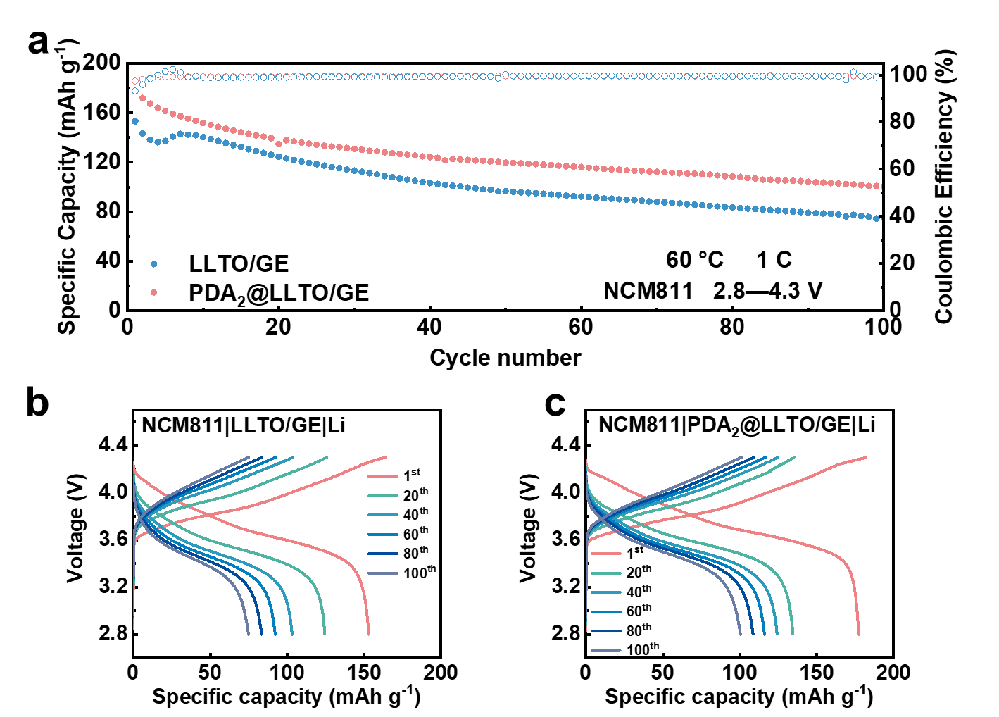 a
Specific Capacity (mAh g-1)
200
160
120
80
40
0
100
80
60
40
20
0
Coulombic Efficiency (%)
LLTO/GE
PDA2@LLTO/GE
60 °C 1 C
NCM811 2.8—4.3 V
0 20 40 60 80 100
Cycle number
b
NCM811|LLTO/GE|Li
Voltage (V)
4.4
4.0
3.6
3.2
2.8
1st
20th
40th
60th
80th
100th
0 50 100 150 200
Specific capacity (mAh g-1)
c
NCM811|PDA2@LLTO/GE|Li
Voltage (V)
4.4
4.0
3.6
3.2
2.8
1st
20th
40th
60th
80th
100th
0 50 100 150 200
Specific capacity (mAh g-1)